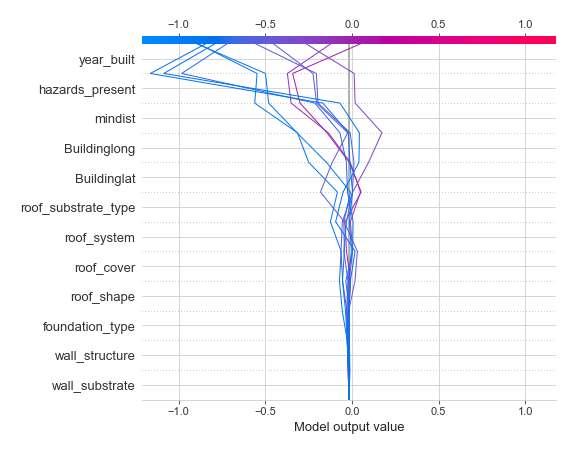 −1.0 −0.5 0.0 0.5 1.0
year_built
hazards_present
mindist
Buildinglong
Buildinglat
roof_substrate_type
roof_system
roof_cover
roof_shape
foundation_type
wall_structure
wall_substrate
−1.0 −0.5 0.0 0.5 1.0
Model output value